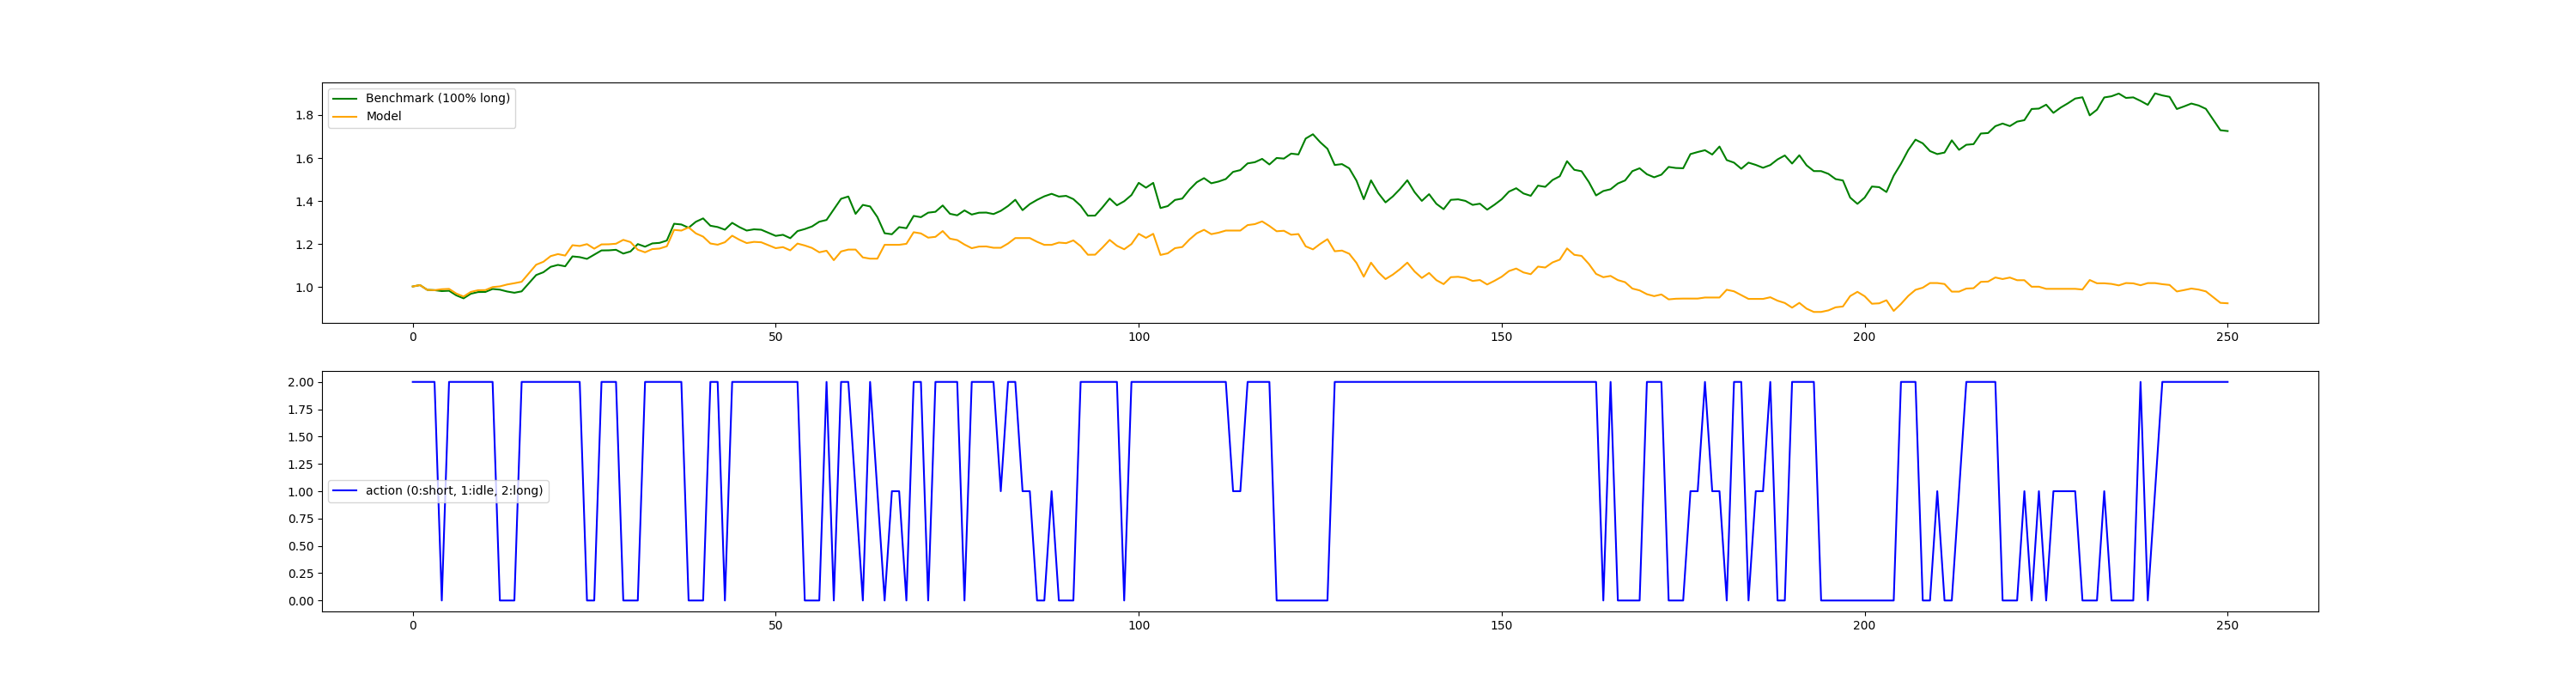 Benchmark (100% long)
Model
1.8
1.6
1.4
1.2
1.0
0 50 100 150 200 250
2.00
1.75
1.50
1.25
1.00
0.75
0.50
0.25
0.00
action (0:short, 1:idle, 2:long)
0 50 100 150 200 250